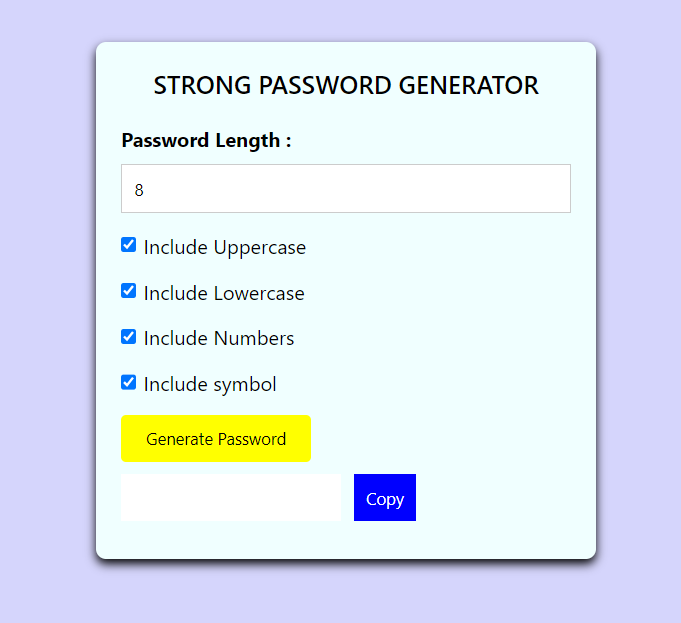 STRONG PASSWORD GENERATOR
Password Length :
8
Include Uppercase
Include Lowercase
Include Numbers
Include symbol
Generate Password
Copy